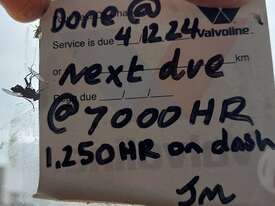 Done @
Service is due 4/12/24 Valvoline.
or Next due km
due / /
@ 7000 HR
1,250 HR on dash
JM